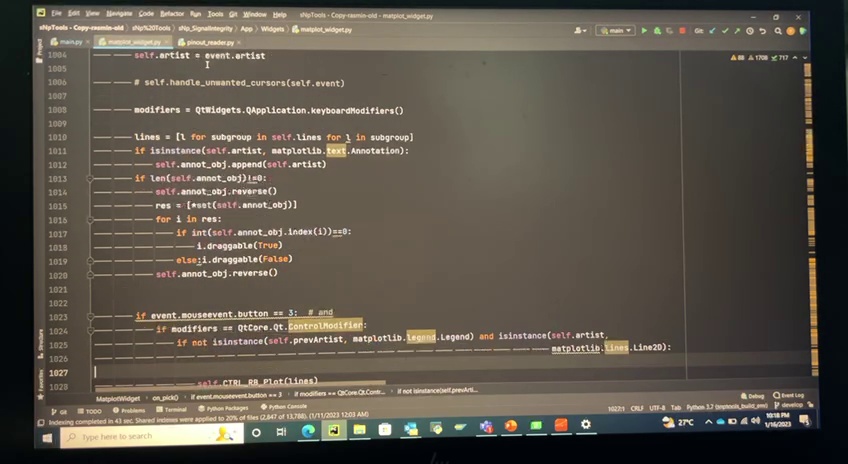 File Edit View Navigate Code Refactor Run Tools Git Window Help
sNpTools - Copy-rasmin-old - matplot_widget.py
sNpTools - Copy-rasmin-old
sNp%20Tools
sNp_SignalIntegrity
App
Widgets
matplot_widget.py
main
Git:
main.py
matplot_widget.py
pinout_reader.py
88 1708 717
1004 self.artist = event.artist
1005
1006 # self.handle_unwanted_cursors(self.event)
1007
1008 modifiers = QtWidgets.QApplication.keyboardModifiers()
1009
1010 lines = [l for subgroup in self.lines for l in subgroup]
1011 if isinstance(self.artist, matplotlib.text.Annotation):
1012 self.annot_obj.append(self.artist)
1013 if len(self.annot_obj)!=0:
1014 self.annot_obj.reverse()
1015 res = [*set(self.annot_obj)]
1016 for i in res:
1017 if int(self.annot_obj.index(i))==0:
1018 i.draggable(True)
1019 else:i.draggable(False)
1020 self.annot_obj.reverse()
1021
1022
1023 if event.mouseevent.button == 3: # and
1024 if modifiers == QtCore.Qt.ControlModifier:
1025 if not isinstance(self.prevArtist, matplotlib.legend.Legend) and isinstance(self.artist,
1026 matplotlib.lines.Line2D):
1027
1028 self.CTRL_RB_Plot(lines)
MatplotWidget
on_pick()
if event.mouseevent.button == 3
if modifiers == QtCore.Qt.Contr...
if not isinstance(self.prevArti...
Project
Structure
Favorites
Git
TODO
Problems
Terminal
Python Packages
Python Console
Debug
Event Log
Indexing completed in 43 sec. Shared indexes were applied to 20% of files (2,847 of 13,788). (1/11/2023 12:03 AM)
1027:1 CRLF UTF-8 Tab Python 3.7 develop
Type here to search
27°C
10:18 PM
1/16/2023